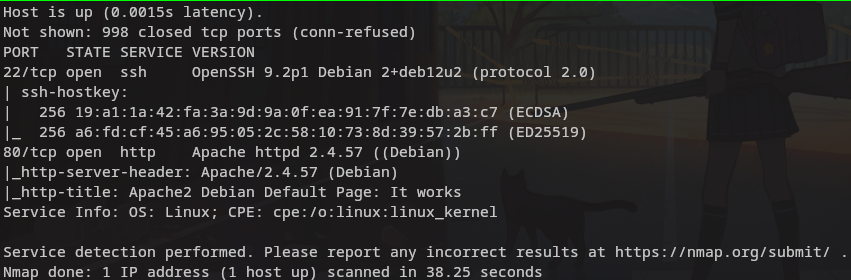 Host is up (0.0015s latency).
Not shown: 998 closed tcp ports (conn-refused)
PORT   STATE SERVICE VERSION
22/tcp open  ssh     OpenSSH 9.2p1 Debian 2+deb12u2 (protocol 2.0)
| ssh-hostkey:
|   256 19:a1:1a:42:fa:3a:9d:9a:0f:ea:91:7f:7e:db:a3:c7 (ECDSA)
|_  256 a6:fd:cf:45:a6:95:05:2c:58:10:73:8d:39:57:2b:ff (ED25519)
80/tcp open  http    Apache httpd 2.4.57 ((Debian))
|_http-server-header: Apache/2.4.57 (Debian)
|_http-title: Apache2 Debian Default Page: It works
Service Info: OS: Linux; CPE: cpe:/o:linux:linux_kernel
Service detection performed. Please report any incorrect results at https://nmap.org/submit/ .
Nmap done: 1 IP address (1 host up) scanned in 38.25 seconds